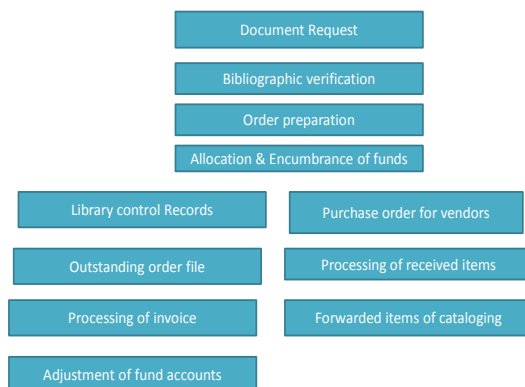 Document Request
Bibliographic verification
Order preparation
Allocation & Encumbrance of funds
Library control Records
Purchase order for vendors
Outstanding order file
Processing of received items
Processing of invoice
Forwarded items of cataloging
Adjustment of fund accounts